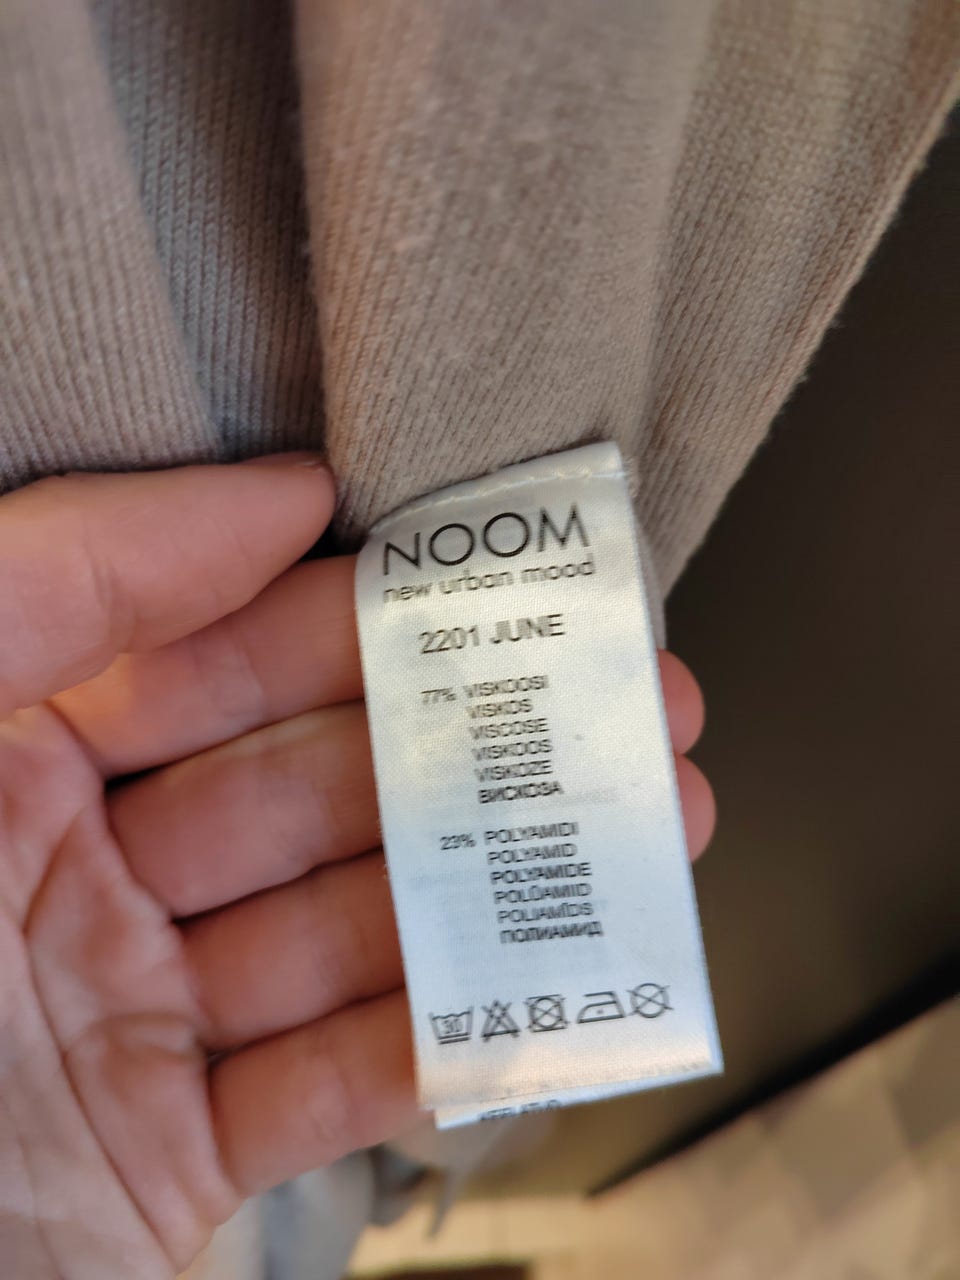 NOOM
new urban mood
2201 JUNE
77% VISKOOSI
VISKOS
VISCOSE
VISKOOS
VISKOZE
ВИСКОЗА
23% POLYAMIDI
POLYAMID
POLYAMIDE
POLÜAMIID
POLIAMĪDS
ПОЛИАМИД
30